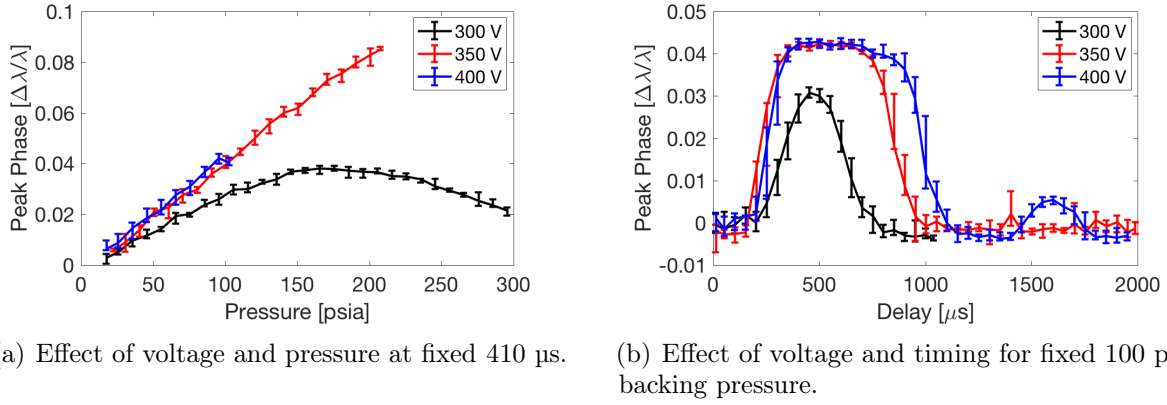 0.1
0.08
0.06
0.04
0.02
0
0 50 100 150 200 250 300
Peak Phase [Δλ/λ]
Pressure [psia]
300 V
350 V
400 V
a) Effect of voltage and pressure at fixed 410 µs.
0.05
0.04
0.03
0.02
0.01
0
-0.01
0 500 1000 1500 2000
Peak Phase [Δλ/λ]
Delay [μs]
300 V
350 V
400 V
(b) Effect of voltage and timing for fixed 100 p
backing pressure.